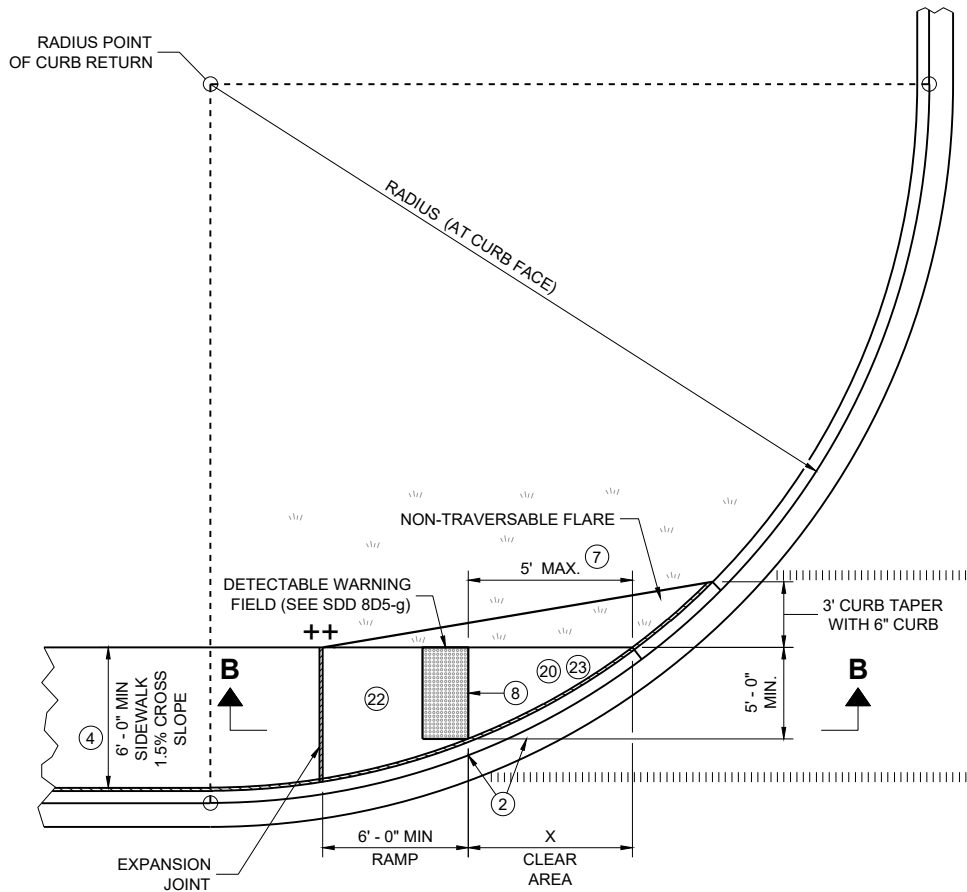 RADIUS POINT
OF CURB RETURN
RADIUS (AT CURB FACE)
NON-TRAVERSABLE FLARE
5' MAX.
7
DETECTABLE WARNING
FIELD (SEE SDD 8D5-g)
3' CURB TAPER
WITH 6" CURB
++
B
B
4
6' - 0" MIN
SIDEWALK
1.5% CROSS
SLOPE
22
20
23
8
5' - 0"
MIN.
2
6' - 0" MIN
RAMP
X
CLEAR
AREA
EXPANSION
JOINT